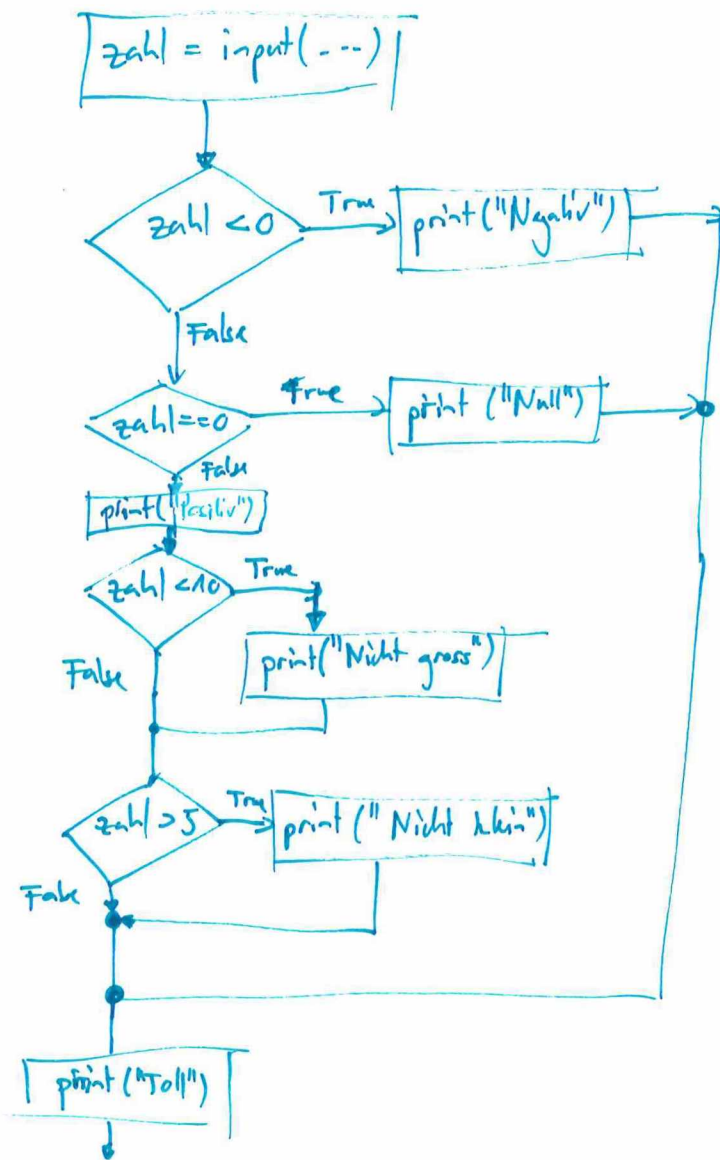 zahl = input(---)
zahl <0
True
print("Negativ")
False
zahl==0
True
print ("Null")
False
print("Positiv")
zahl <10
True
print("Nicht gross")
False
zahl >5
True
print (" Nicht klein")
False
print ("Toll")